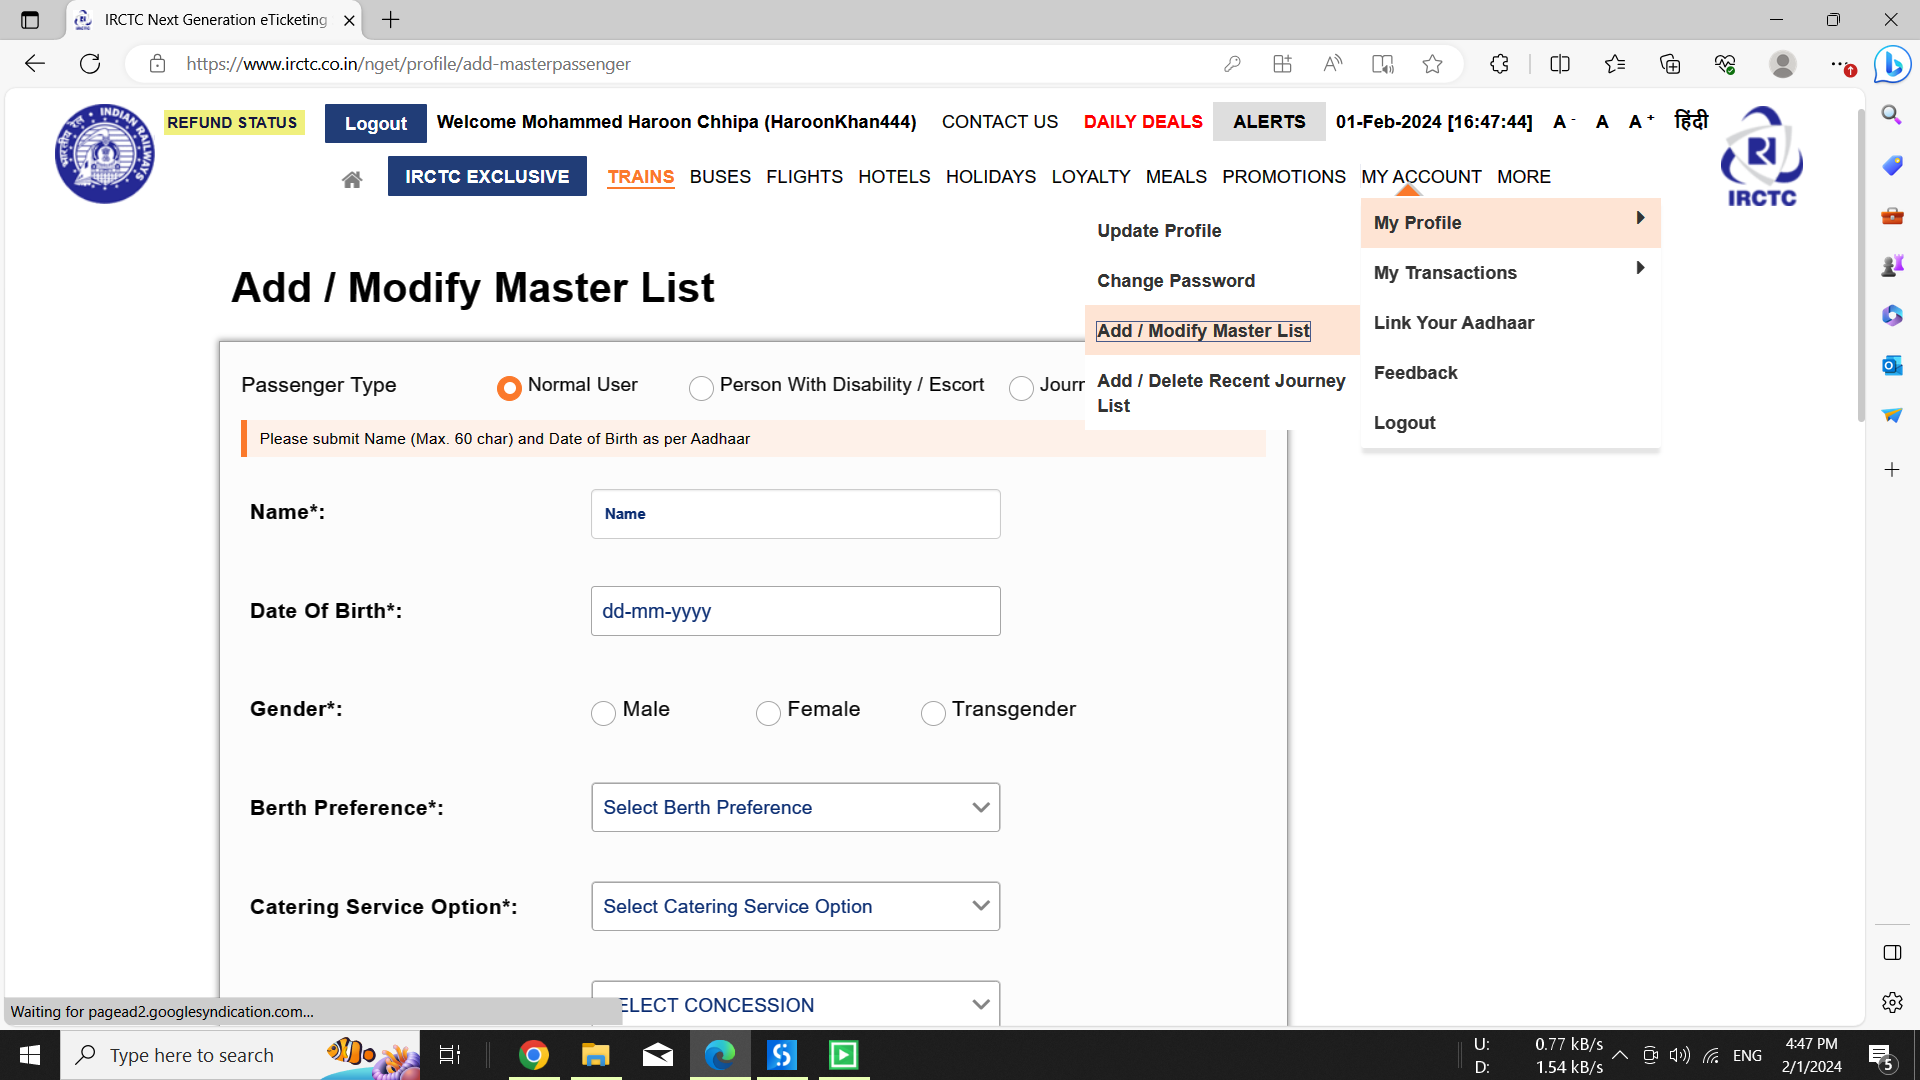 IRCTC Next Generation eTicketing
https://www.irctc.co.in/nget/profile/add-masterpassenger
INDIAN RAILWAYS
भारतीय रेल
REFUND STATUS
Logout
Welcome Mohammed Haroon Chhipa (HaroonKhan444)
CONTACT US
DAILY DEALS
ALERTS
01-Feb-2024 [16:47:44]
A -
A
A +
हिंदी
IRCTC
IRCTC EXCLUSIVE
TRAINS
BUSES
FLIGHTS
HOTELS
HOLIDAYS
LOYALTY
MEALS
PROMOTIONS
MY ACCOUNT
MORE
Update Profile
Change Password
Add / Modify Master List
Add / Delete Recent Journey
List
My Profile
My Transactions
Link Your Aadhaar
Feedback
Logout
Add / Modify Master List
Passenger Type
Normal User
Person With Disability / Escort
Journ
Please submit Name (Max. 60 char) and Date of Birth as per Aadhaar
Name*:
Name
Date Of Birth*:
dd-mm-yyyy
Gender*:
Male
Female
Transgender
Berth Preference*:
Select Berth Preference
Catering Service Option*:
Select Catering Service Option
ELECT CONCESSION
Waiting for pagead2.googlesyndication.com...
Type here to search
U: 0.77 kB/s
D: 1.54 kB/s
ENG
4:47 PM
2/1/2024
5